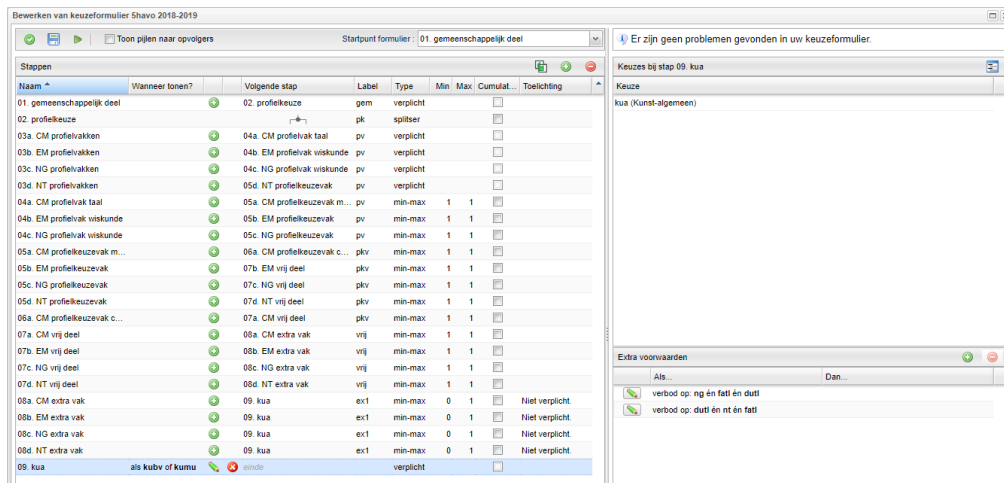 Bewerken van keuzeformulier 5havo 2018-2019
Toon pijlen naar opvolgers Startpunt formulier : 01. gemeenschappelijk deel
Er zijn geen problemen gevonden in uw keuzeformulier.
Stappen
Naam Wanneer tonen? Volgende stap Label Type Min Max Cumulat... Toelichting
01. gemeenschappelijk deel 02. profielkeuze gem verplicht
02. profielkeuze pk splitser
03a. CM profielvakken 04a. CM profielvak taal pv verplicht
03b. EM profielvakken 04b. EM profielvak wiskunde pv verplicht
03c. NG profielvakken 04c. NG profielvak wiskunde pv verplicht
03d. NT profielvakken 05d. NT profielkeuzevak pv verplicht
04a. CM profielvak taal 05a. CM profielkeuzevak m... pv min-max 1 1
04b. EM profielvak wiskunde 05b. EM profielkeuzevak pv min-max 1 1
04c. NG profielvak wiskunde 05c. NG profielkeuzevak pv min-max 1 1
05a. CM profielkeuzevak m... 06a. CM profielkeuzevak c... pkv min-max 1 1
05b. EM profielkeuzevak 07b. EM vrij deel pkv min-max 1 1
05c. NG profielkeuzevak 07c. NG vrij deel pkv min-max 1 1
05d. NT profielkeuzevak 07d. NT vrij deel pkv min-max 1 1
06a. CM profielkeuzevak c... 07a. CM vrij deel pkv min-max 1 1
07a. CM vrij deel 08a. CM extra vak vrij min-max 1 1
07b. EM vrij deel 08b. EM extra vak vrij min-max 1 1
07c. NG vrij deel 08c. NG extra vak vrij min-max 1 1
07d. NT vrij deel 08d. NT extra vak vrij min-max 1 1
08a. CM extra vak 09. kua ex1 min-max 0 1 Niet verplicht.
08b. EM extra vak 09. kua ex1 min-max 0 1 Niet verplicht.
08c. NG extra vak 09. kua ex1 min-max 0 1 Niet verplicht.
08d. NT extra vak 09. kua ex1 min-max 0 1 Niet verplicht.
09. kua als kubv of kumu einde verplicht
Keuzes bij stap 09. kua
Keuze
kua (Kunst-algemeen)
Extra voorwaarden
Als... Dan...
verbod op: ng én fatl én dutl
verbod op: dutl én nt én fatl